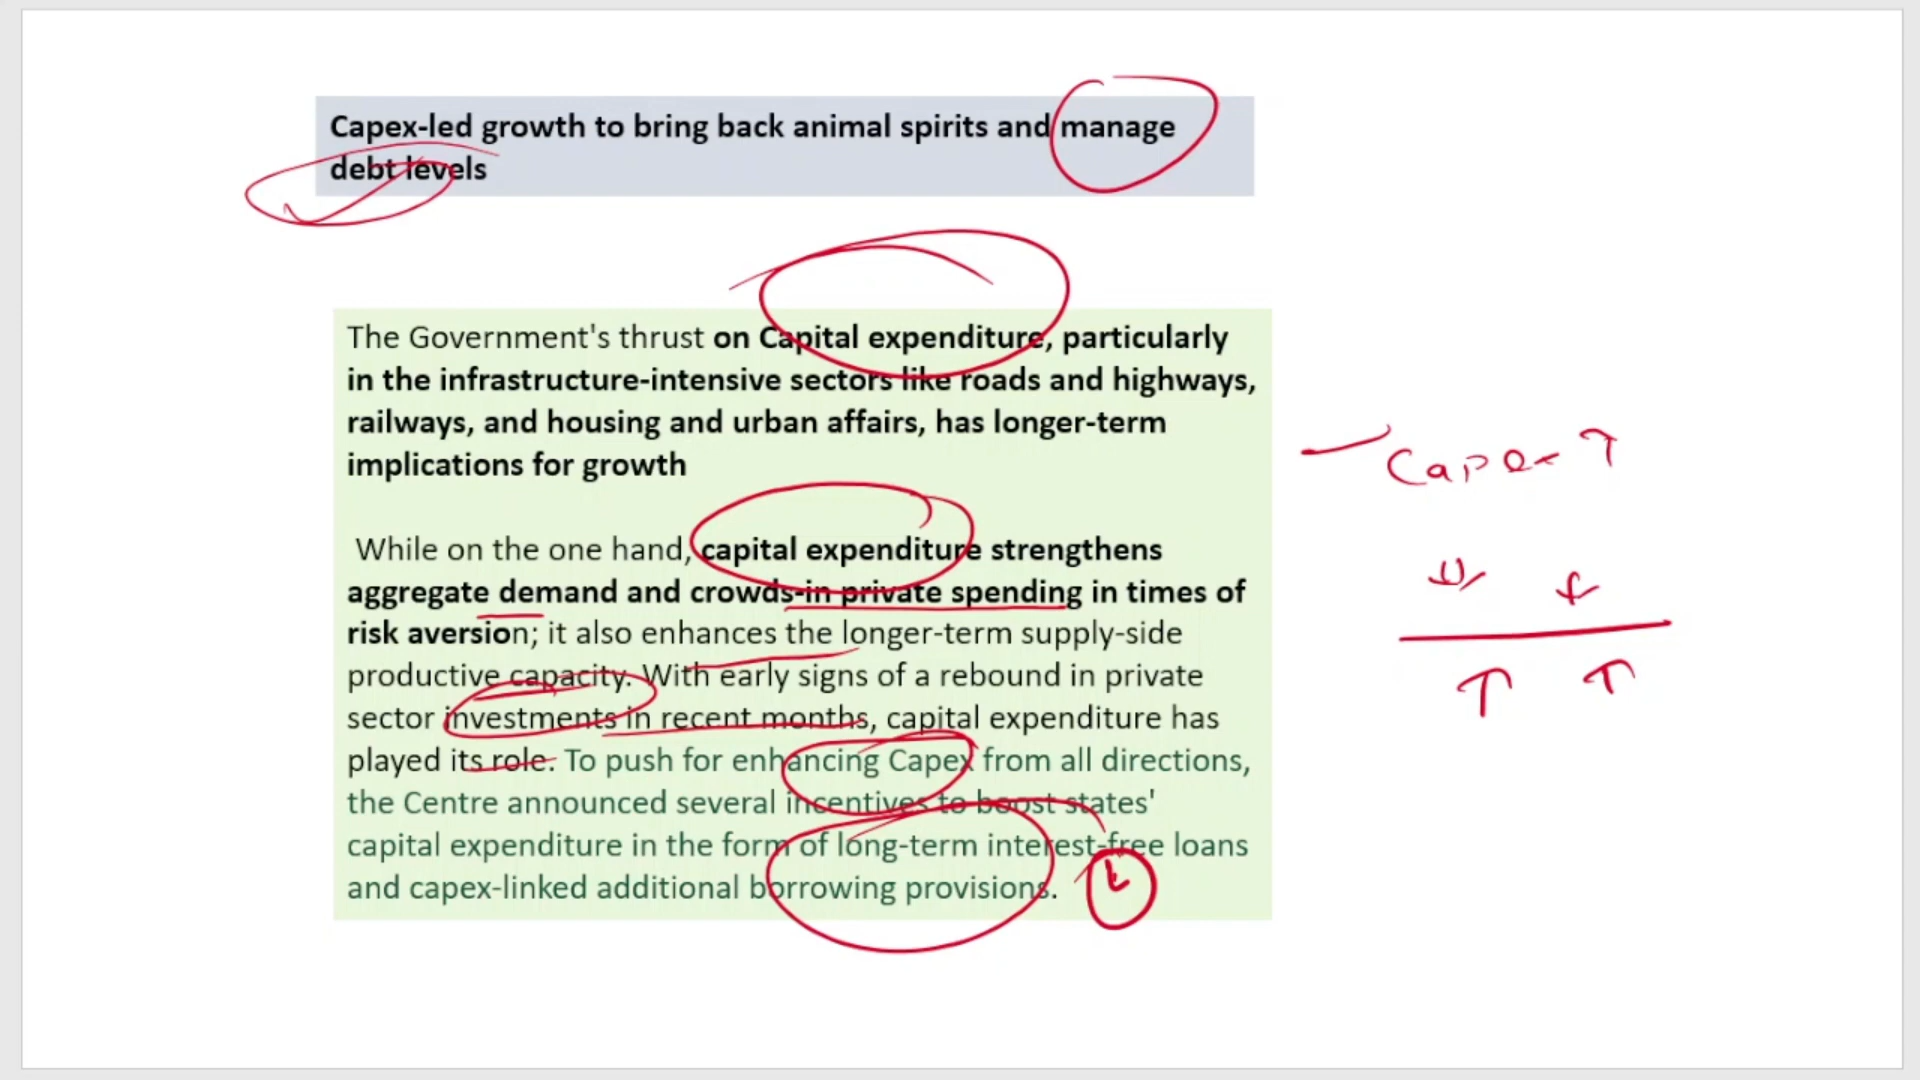 Capex-led growth to bring back animal spirits and manage
debt levels
The Government's thrust on Capital expenditure, particularly
in the infrastructure-intensive sectors like roads and highways,
railways, and housing and urban affairs, has longer-term
implications for growth
While on the one hand, capital expenditure strengthens
aggregate demand and crowds-in private spending in times of
risk aversion; it also enhances the longer-term supply-side
productive capacity. With early signs of a rebound in private
sector investments in recent months, capital expenditure has
played its role. To push for enhancing Capex from all directions,
the Centre announced several incentives to boost states'
capital expenditure in the form of long-term interest-free loans
and capex-linked additional borrowing provisions.
Capex ↑
↑ ↑